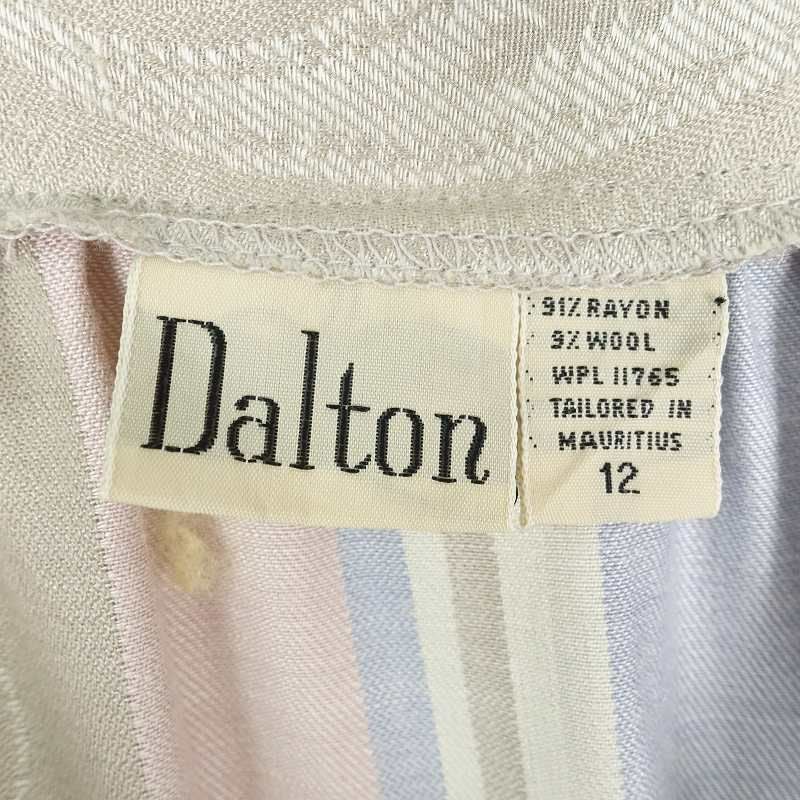 Dalton
91% RAYON
9% WOOL
WPL 11765
TAILORED IN
MAURITIUS
12